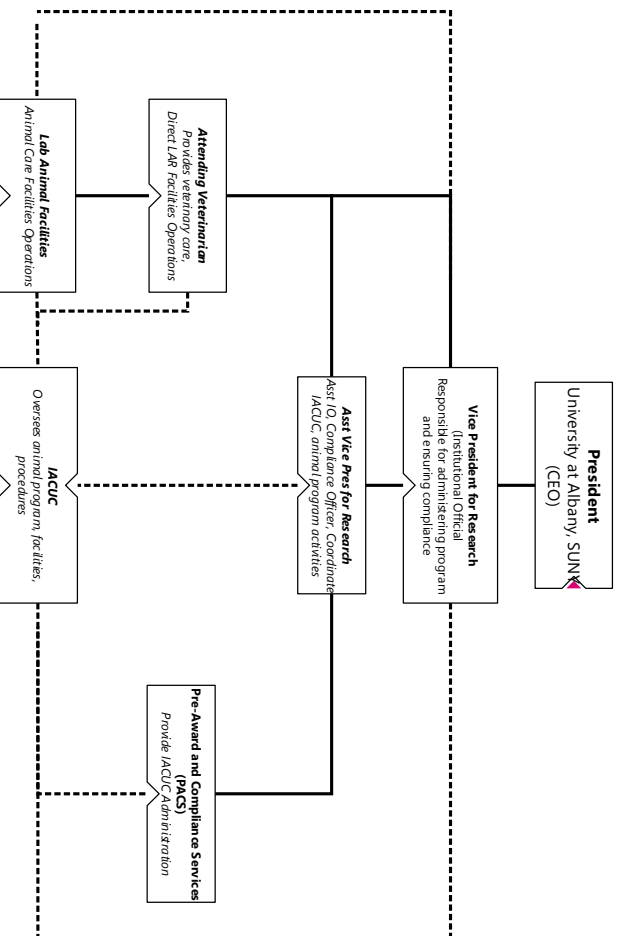 President
University at Albany, SUNY
(CEO)
Vice President for Research
(Institutional Official
Responsible for administering program
and ensuring compliance
Asst Vice Pres for Research
Asst IO, Compliance Officer, Coordinate
IACUC, animal program activities
Attending Veterinarian
Provides veterinary care,
Direct LAR Facilities Operations
Pre-Award and Compliance Services
(PACS)
Provide IACUC Administration
Lab Animal Facilities
Animal Care Facilities Operations
IACUC
Oversees animal program, facilities,
procedures